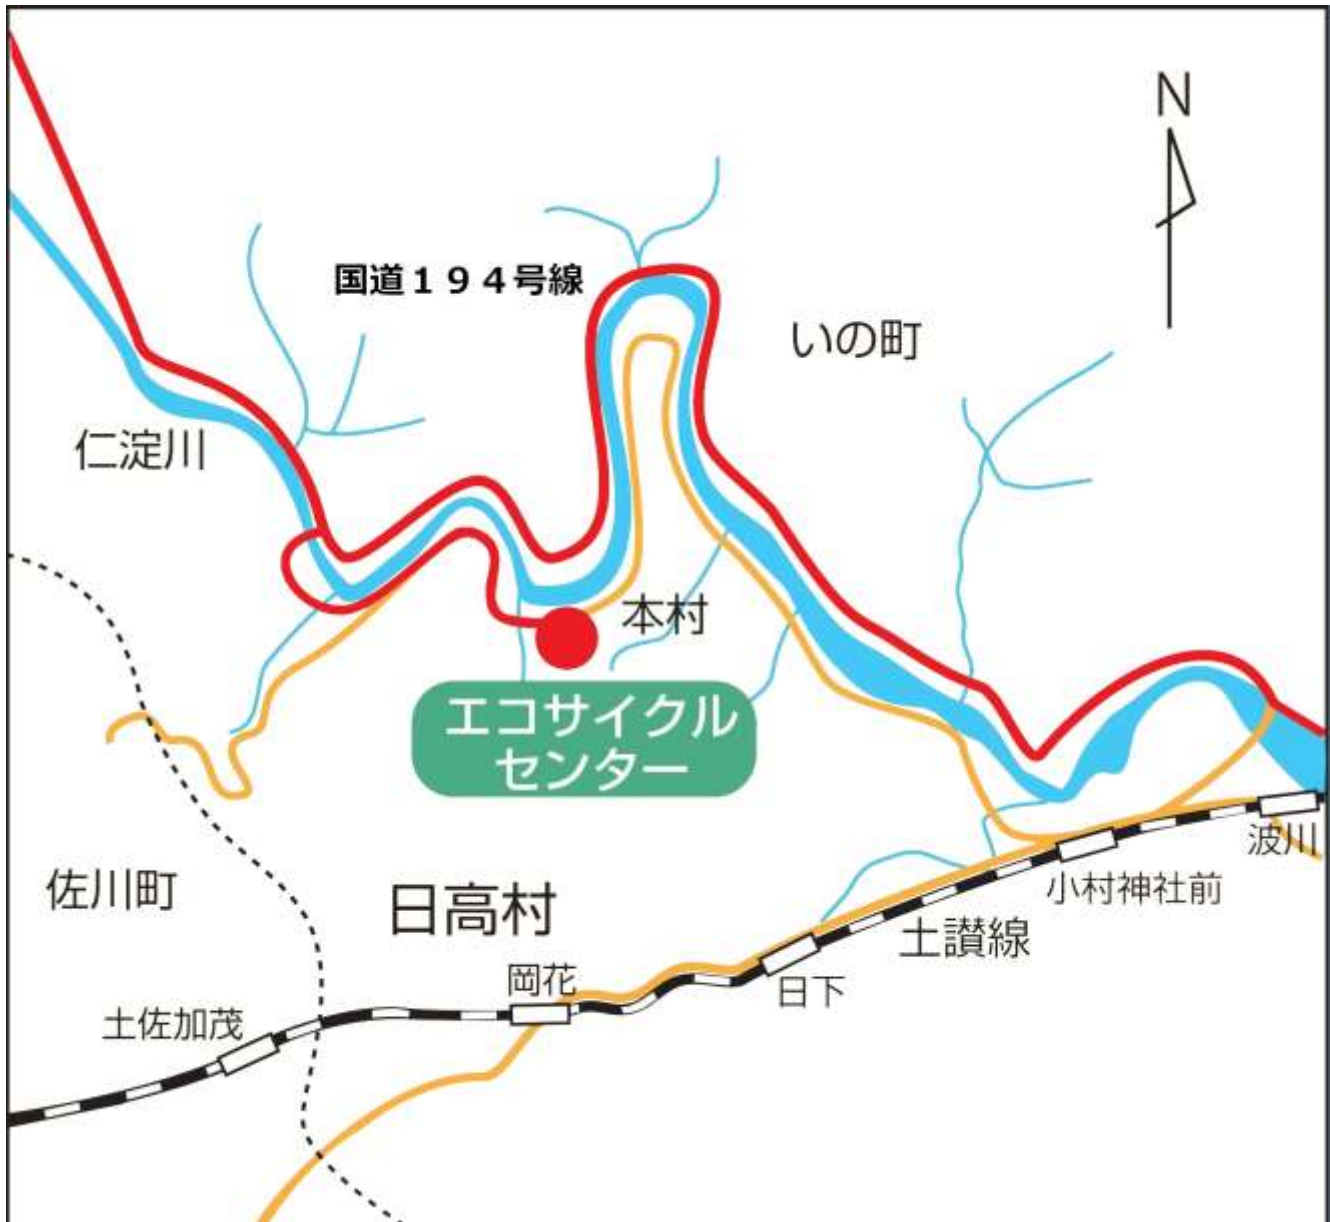 N
国道１９４号線
いの町
仁淀川
本村
エコサイクル
センター
波川
佐川町
日高村
小村神社前
土讃線
岡花
日下
土佐加茂